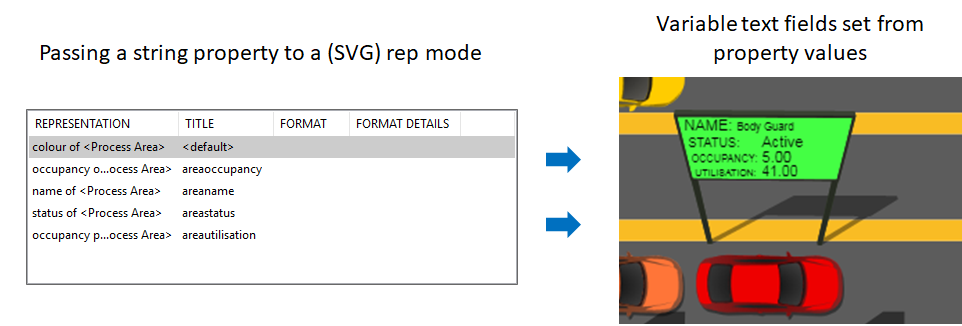 Passing a string property to a (SVG) rep mode
Variable text fields set from
property values
REPRESENTATION TITLE FORMAT FORMAT DETAILS
colour of <Process Area> <default>
occupancy o...ocess Area> areaoccupancy
name of <Process Area> areaname
status of <Process Area> areastatus
occupancy p...ocess Area> areautilisation
NAME: Body Guard
STATUS: Active
OCCUPANCY: 5.00
UTILISATION: 41.00